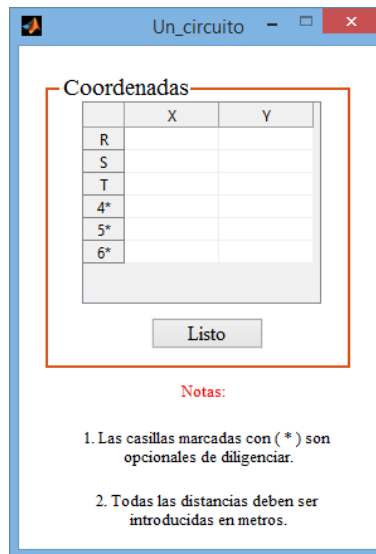 Un_circuito
Coordenadas
X Y
R
S
T
4*
5*
6*
Listo
Notas:
1. Las casillas marcadas con ( * ) son
opcionales de diligenciar.
2. Todas las distancias deben ser
introducidas en metros.